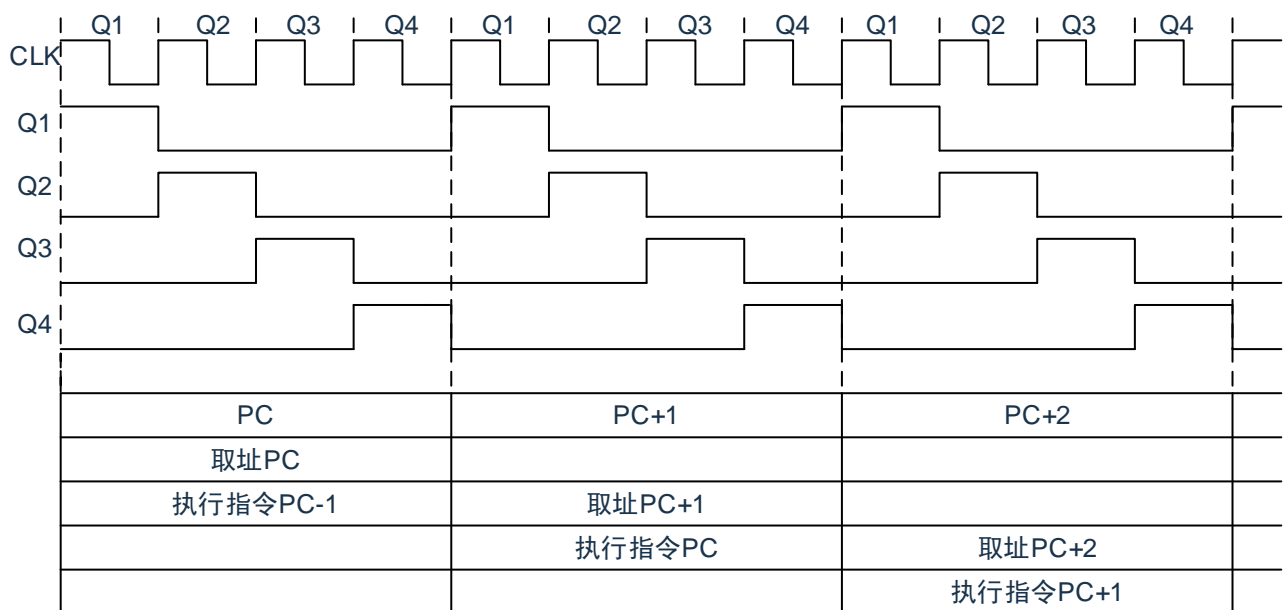 Q1 Q2 Q3 Q4 Q1 Q2 Q3 Q4 Q1 Q2 Q3 Q4
CLK
Q1
Q2
Q3
Q4
PC PC+1 PC+2
取址PC
执行指令PC-1 取址PC+1
执行指令PC 取址PC+2
执行指令PC+1